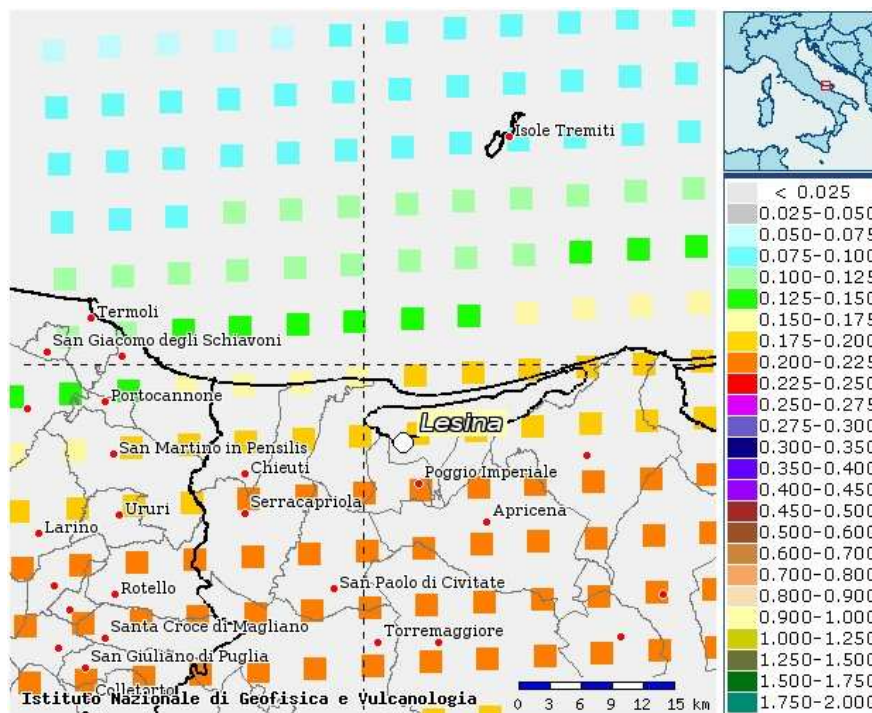 Isole Tremiti
Termoli
San Giacomo degli Schiavoni
Portocannone
Lesina
San Martino in Pensilis
Chieuti
Poggio Imperiale
Serracapriola
Ururi
Apricena
Larino
San Paolo di Civitate
Rotello
Santa Croce di Magliano
Torremaggiore
San Giuliano di Puglia
Colletorto
Istituto Nazionale di Geofisica e Vulcanologia
0 3 6 9 12 15 km
< 0.025
0.025-0.050
0.050-0.075
0.075-0.100
0.100-0.125
0.125-0.150
0.150-0.175
0.175-0.200
0.200-0.225
0.225-0.250
0.250-0.275
0.275-0.300
0.300-0.350
0.350-0.400
0.400-0.450
0.450-0.500
0.500-0.600
0.600-0.700
0.700-0.800
0.800-0.900
0.900-1.000
1.000-1.250
1.250-1.500
1.500-1.750
1.750-2.000